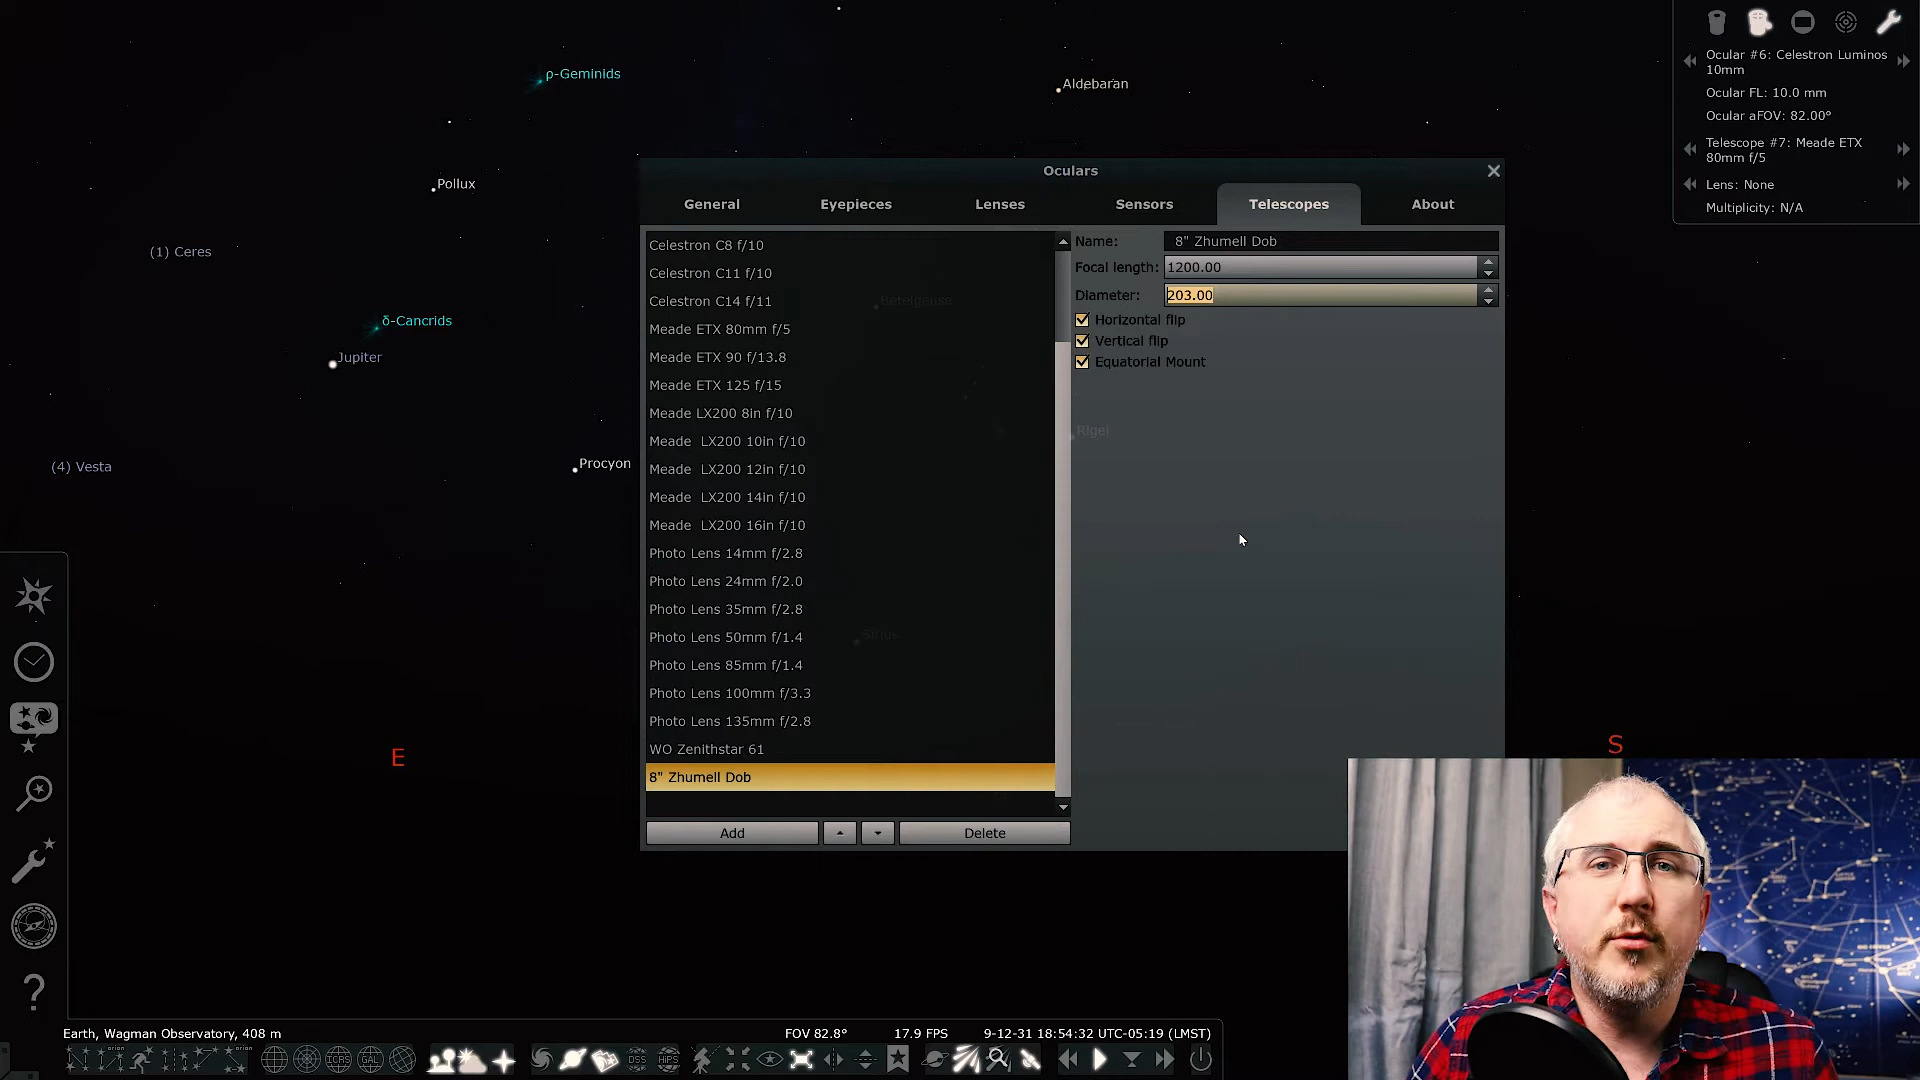 ρ-Geminids
Aldebaran
Pollux
(1) Ceres
δ-Cancrids
Jupiter
(4) Vesta
Procyon
Betelgeuse
Rigel
Sirius
E
S
Ocular #6: Celestron Luminos
10mm
Ocular FL: 10.0 mm
Ocular aFOV: 82.00°
Telescope #7: Meade ETX
80mm f/5
Lens: None
Multiplicity: N/A
Oculars
General
Eyepieces
Lenses
Sensors
Telescopes
About
Celestron C8 f/10
Celestron C11 f/10
Celestron C14 f/11
Meade ETX 80mm f/5
Meade ETX 90 f/13.8
Meade ETX 125 f/15
Meade LX200 8in f/10
Meade LX200 10in f/10
Meade LX200 12in f/10
Meade LX200 14in f/10
Meade LX200 16in f/10
Photo Lens 14mm f/2.8
Photo Lens 24mm f/2.0
Photo Lens 35mm f/2.8
Photo Lens 50mm f/1.4
Photo Lens 85mm f/1.4
Photo Lens 100mm f/3.3
Photo Lens 135mm f/2.8
WO Zenithstar 61
8" Zhumell Dob
Add
Delete
Name: 8" Zhumell Dob
Focal length: 1200.00
Diameter: 203.00
Horizontal flip
Vertical flip
Equatorial Mount
Earth, Wagman Observatory, 408 m
FOV 82.8°
17.9 FPS
9-12-31 18:54:32 UTC-05:19 (LMST)
ICRS
GAL
DSS
HiPS